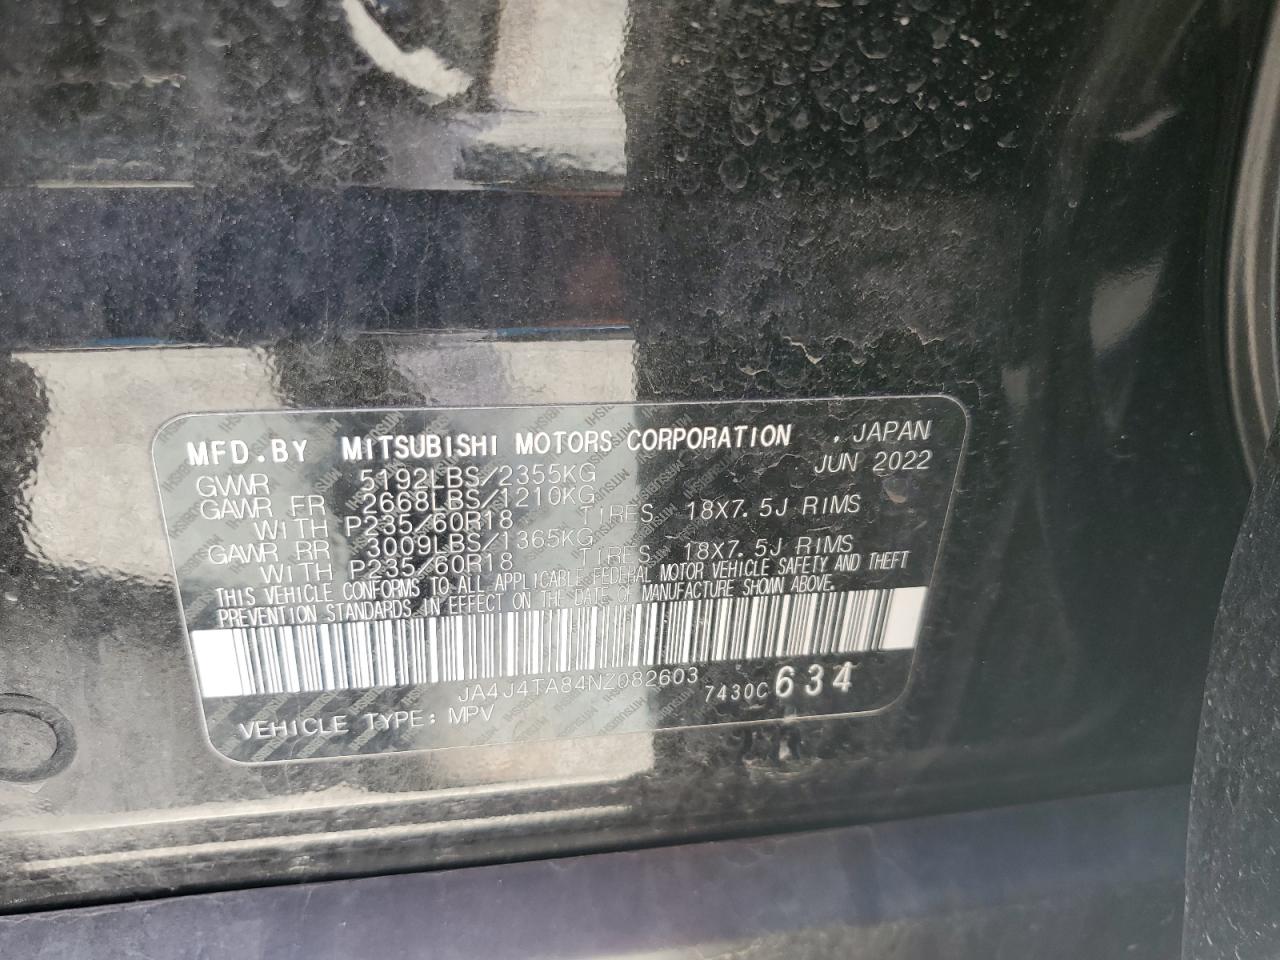 MFD.BY MITSUBISHI MOTORS CORPORATION , JAPAN
GVWR 5192LBS/2355KG JUN 2022
GAWR FR 2668LBS/1210KG
WITH P235/60R18 TIRES 18X7.5J RIMS
GAWR RR 3009LBS/1365KG
WITH P235/60R18 TIRES 18X7.5J RIMS
THIS VEHICLE CONFORMS TO ALL APPLICABLE FEDERAL MOTOR VEHICLE SAFETY AND THEFT
PREVENTION STANDARDS IN EFFECT ON THE DATE OF MANUFACTURE SHOWN ABOVE.
JA4J4TA84NZ082603 7430C 634
VEHICLE TYPE: MPV